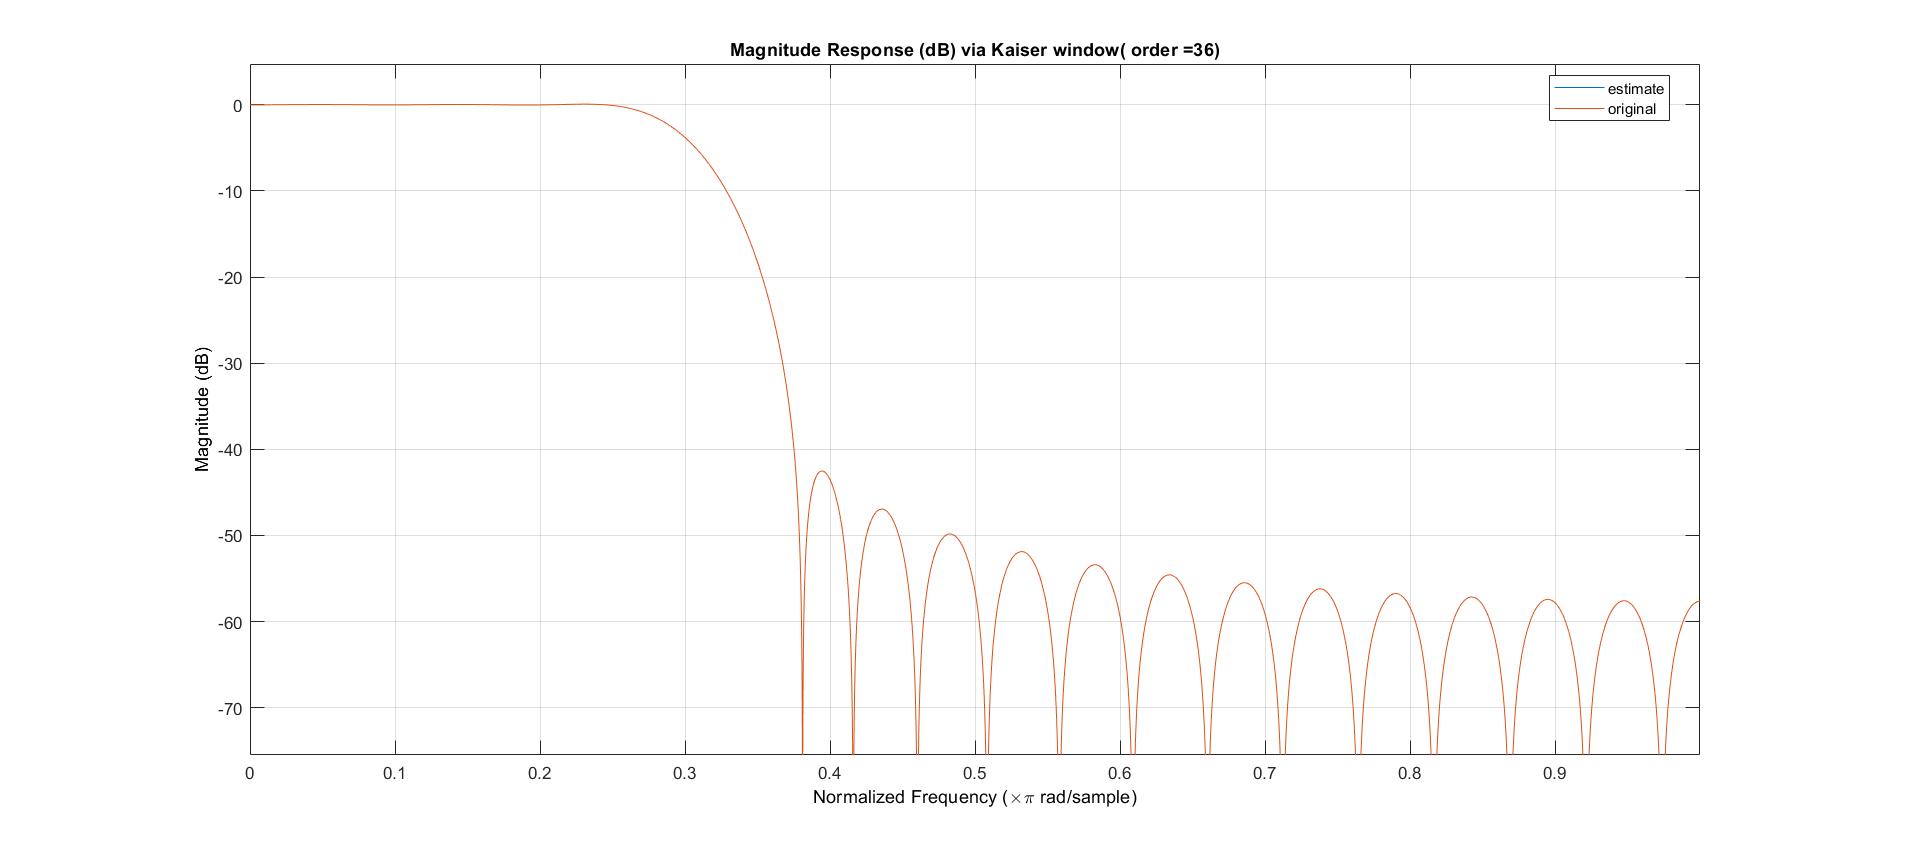 Magnitude Response (dB) via Kaiser window( order =36)
estimate
original
0
-10
-20
-30
-40
-50
-60
-70
Magnitude (dB)
0 0.1 0.2 0.3 0.4 0.5 0.6 0.7 0.8 0.9
Normalized Frequency (×π rad/sample)